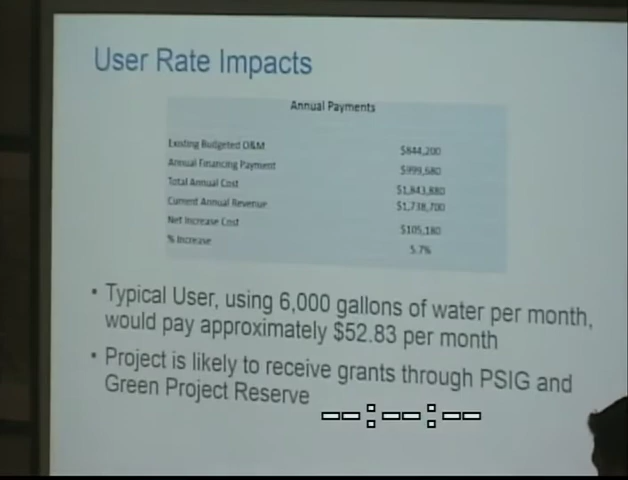 User Rate Impacts
Annual Payments
Existing Budgeted O&M $844,200
Annual Financing Payment $999,680
Total Annual Cost $1,843,880
Current Annual Revenue $1,738,700
Net Increase Cost $105,180
% Increase 5.7%
• Typical User, using 6,000 gallons of water per month,
would pay approximately $52.83 per month
• Project is likely to receive grants through PSIG and
Green Project Reserve
--:--:--